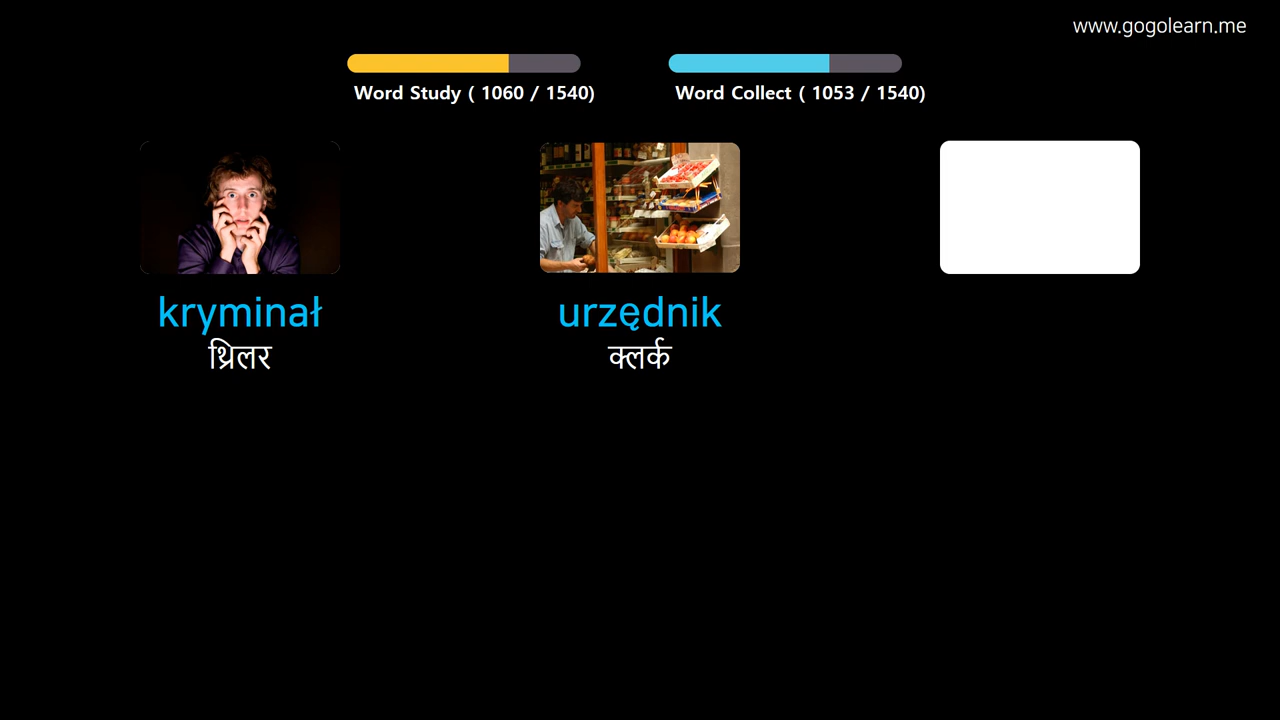 www.gogolearn.me
Word Study ( 1060 / 1540)
Word Collect ( 1053 / 1540)
kryminał
थ्रिलर
urzędnik
क्लर्क